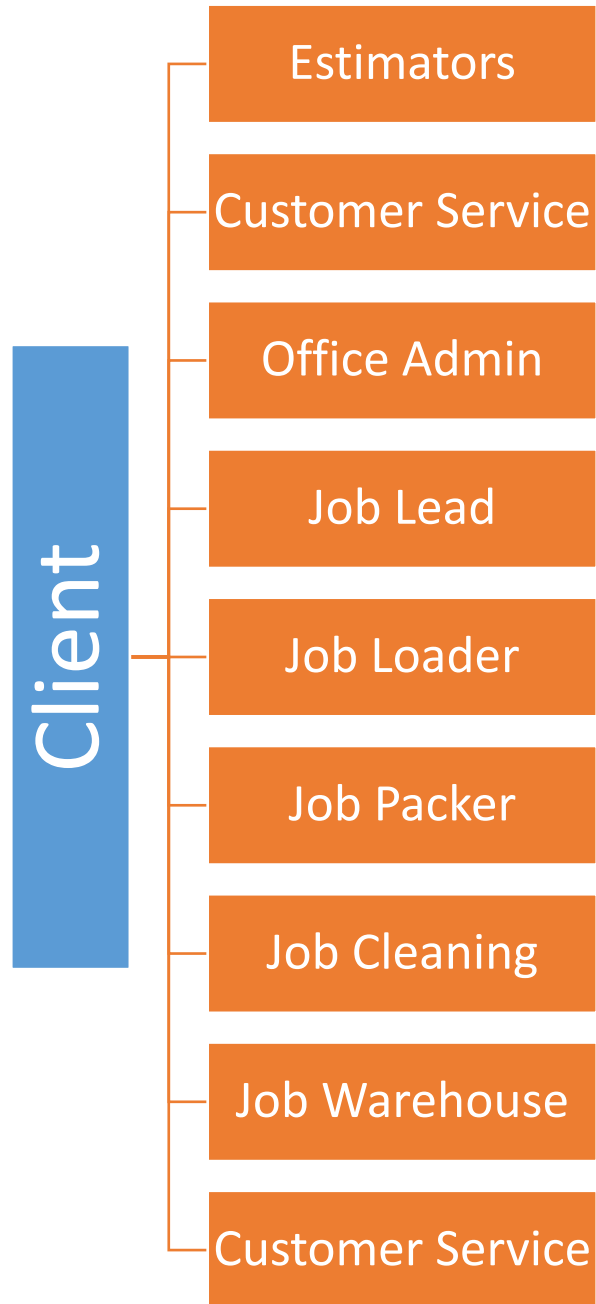 Estimators
Customer Service
Office Admin
Job Lead
Client
Job Loader
Job Packer
Job Cleaning
Job Warehouse
Customer Service